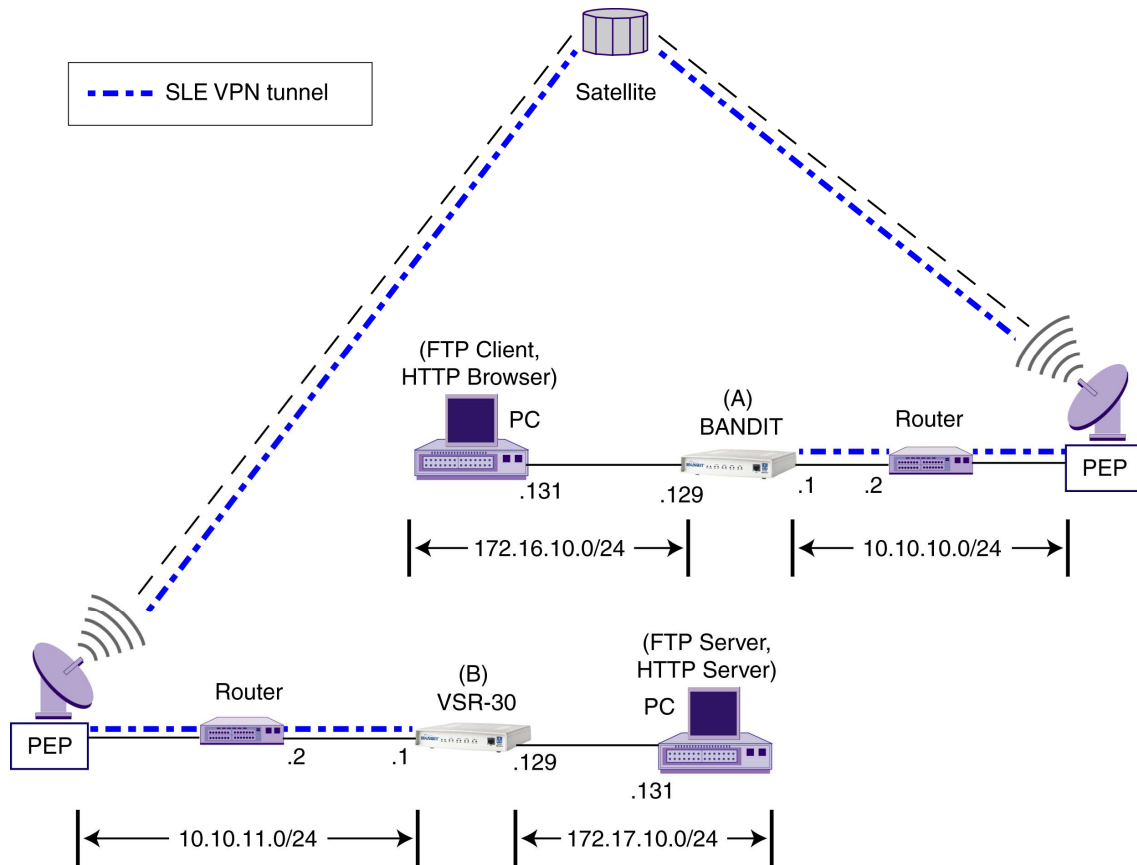 Satellite
SLE VPN tunnel
(FTP Client,
HTTP Browser)
PC
(A)
BANDIT
Router
PEP
.131
.129
.1
.2
172.16.10.0/24
10.10.10.0/24
(FTP Server,
HTTP Server)
PC
(B)
VSR-30
Router
PEP
.2
.1
.129
.131
10.10.11.0/24
172.17.10.0/24